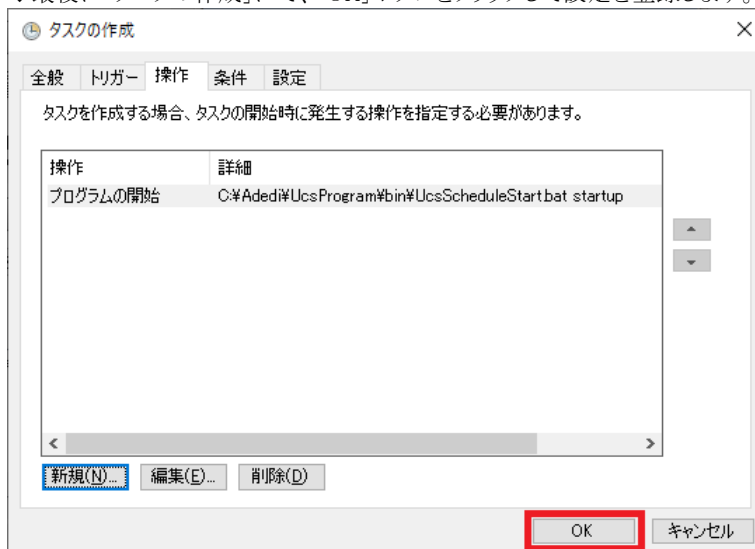 タスクの作成
全般 トリガー 操作 条件 設定
タスクを作成する場合、タスクの開始時に発生する操作を指定する必要があります。
操作 詳細
プログラムの開始 C:¥Adedi¥UcsProgram¥bin¥UcsScheduleStart.bat startup
新規(N)... 編集(E)... 削除(D)
OK キャンセル